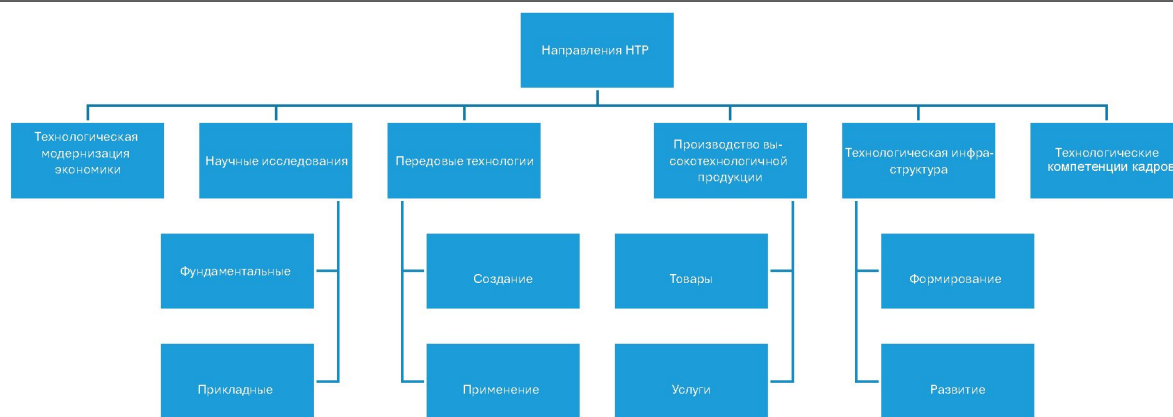 Направления НТР
Технологическая
модернизация
экономики
Научные исследования
Передовые технологии
Производство вы-
сокотехнологичной
продукции
Технологическая инфра-
структура
Технологические
компетенции кадров
Фундаментальные
Создание
Товары
Формирование
Прикладные
Применение
Услуги
Развитие